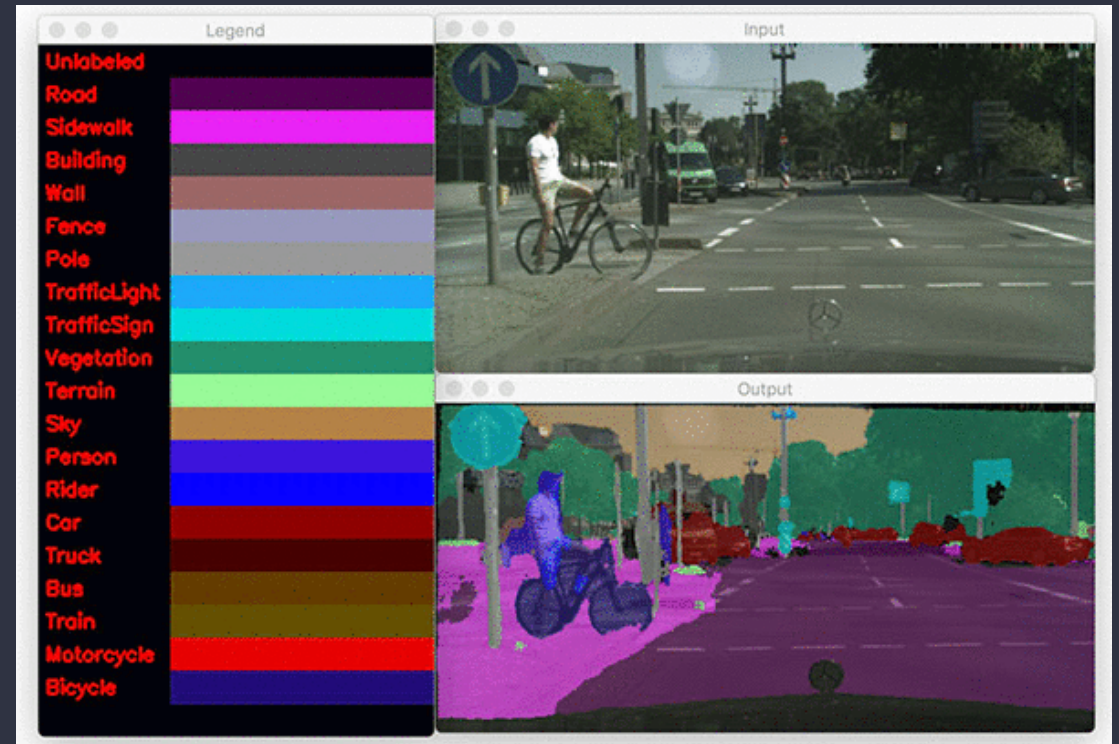 Legend
Unlabeled
Road
Sidewalk
Building
Wall
Fence
Pole
TrafficLight
TrafficSign
Vegetation
Terrain
Sky
Person
Rider
Car
Truck
Bus
Train
Motorcycle
Bicycle
Input
Output